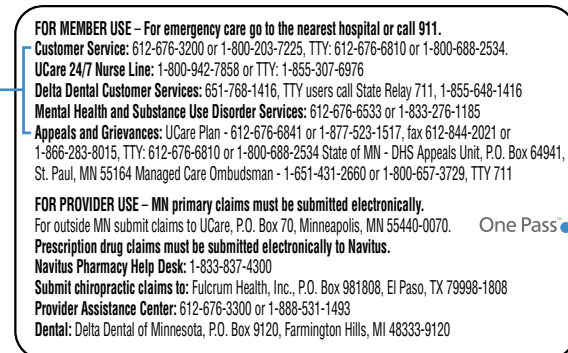 FOR MEMBER USE – For emergency care go to the nearest hospital or call 911.
Customer Service: 612-676-3200 or 1-800-203-7225, TTY: 612-676-6810 or 1-800-688-2534.
UCare 24/7 Nurse Line: 1-800-942-7858 or TTY: 1-855-307-6976
Delta Dental Customer Services: 651-768-1416, TTY users call State Relay 711, 1-855-648-1416
Mental Health and Substance Use Disorder Services: 612-676-6533 or 1-833-276-1185
Appeals and Grievances: UCare Plan - 612-676-6841 or 1-877-523-1517, fax 612-844-2021 or
1-866-283-8015, TTY: 612-676-6810 or 1-800-688-2534 State of MN - DHS Appeals Unit, P.O. Box 64941,
St. Paul, MN 55164 Managed Care Ombudsman - 1-651-431-2660 or 1-800-657-3729, TTY 711
FOR PROVIDER USE – MN primary claims must be submitted electronically.
For outside MN submit claims to UCare, P.O. Box 70, Minneapolis, MN 55440-0070.
One Pass™
Prescription drug claims must be submitted electronically to Navitus.
Navitus Pharmacy Help Desk: 1-833-837-4300
Submit chiropractic claims to: Fulcrum Health, Inc., P.O. Box 981808, El Paso, TX 79998-1808
Provider Assistance Center: 612-676-3300 or 1-888-531-1493
Dental: Delta Dental of Minnesota, P.O. Box 9120, Farmington Hills, MI 48333-9120